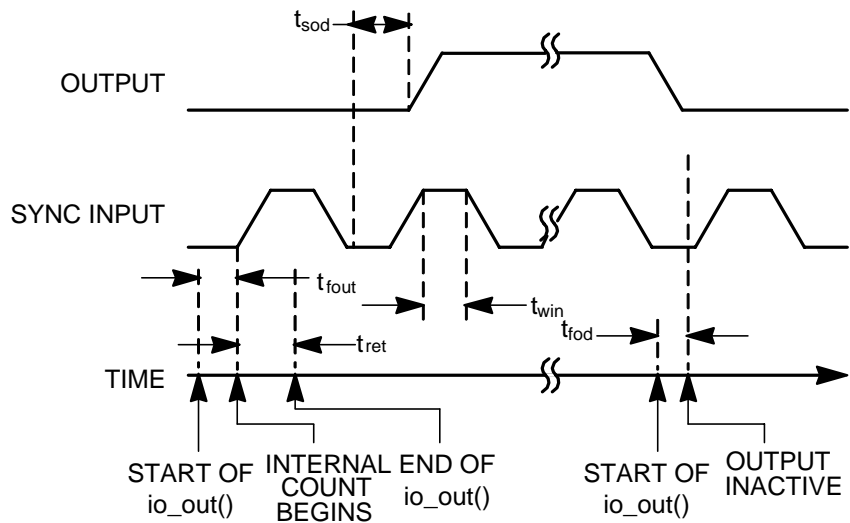 tsod
OUTPUT
SYNC INPUT
tfout
twin
tfod
tret
TIME
START OF
io_out()
INTERNAL
COUNT
BEGINS
END OF
io_out()
START OF
io_out()
OUTPUT
INACTIVE